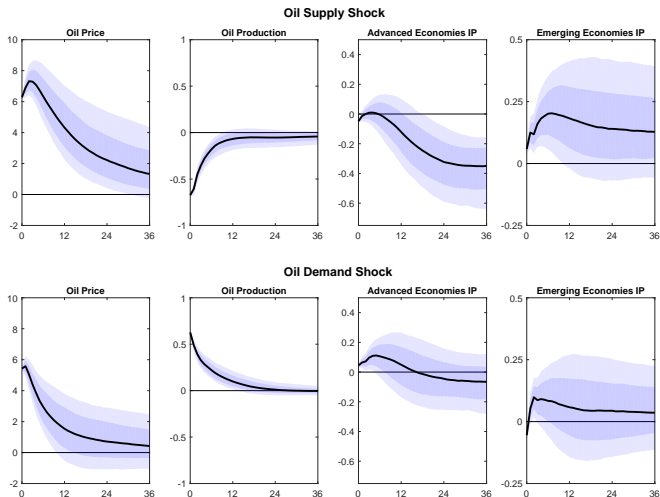 Oil Supply Shock
Oil Price Oil Production Advanced Economies IP Emerging Economies IP
10 1 0.5
8 0.4
6 0.5 0.2 0.25
4 0 0
2 -0.2 0
0 -0.5 -0.4
-0.6
-2 -1 -0.25
0 12 24 36 0 12 24 36 0 12 24 36 0 12 24 36
Oil Demand Shock
Oil Price Oil Production Advanced Economies IP Emerging Economies IP
10 1 0.5
8 0.4
6 0.5 0.2 0.25
4 0 0
2 -0.2 0
0 -0.5 -0.4
-0.6
-2 -1 -0.25
0 12 24 36 0 12 24 36 0 12 24 36 0 12 24 36